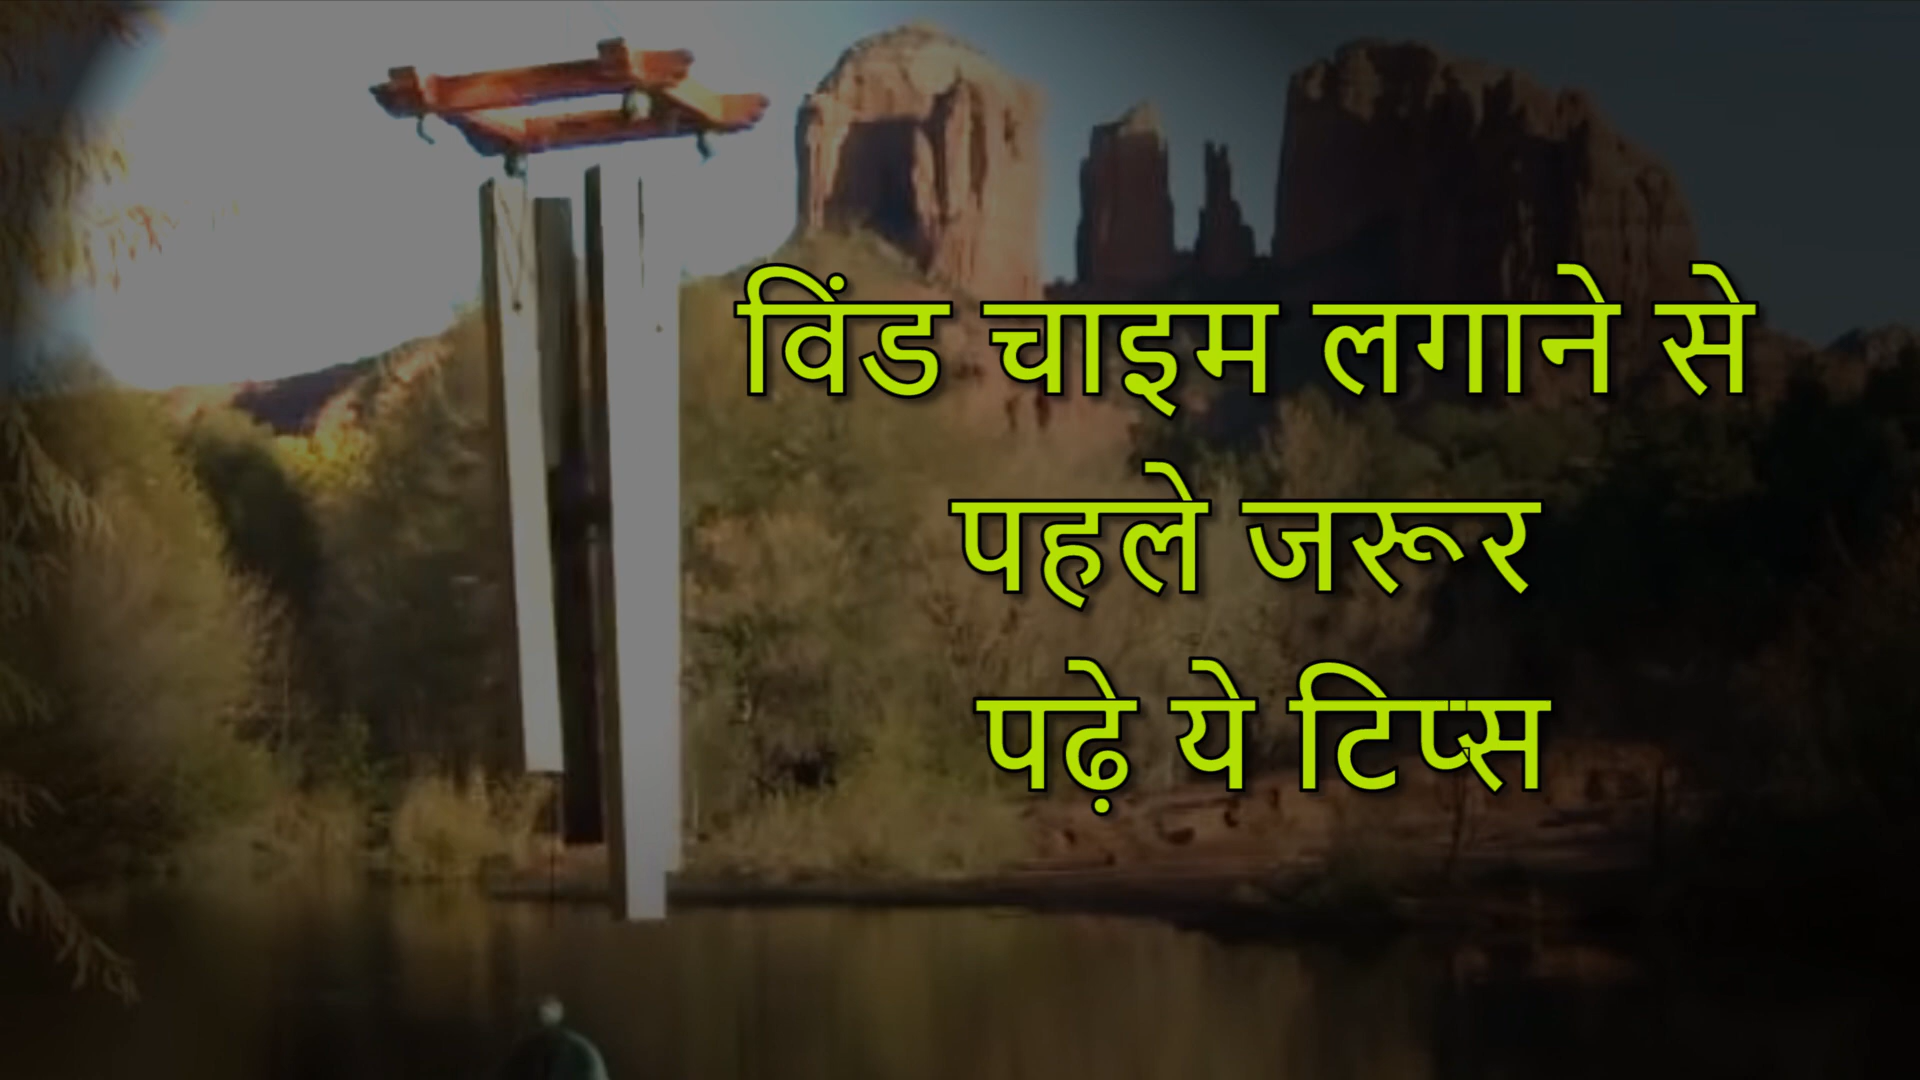 विंड चाइम लगाने से
पहले जरूर
पढ़े ये टिप्स